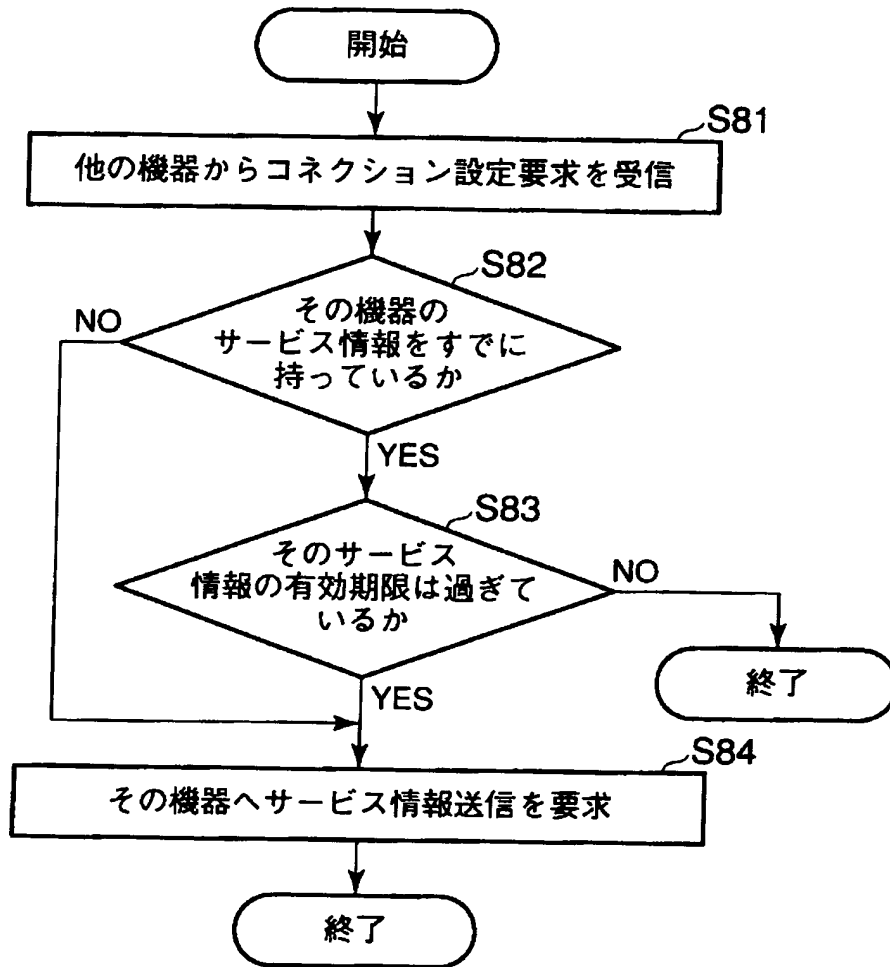 開始
S81
他の機器からコネクション設定要求を受信
S82
その機器の
サービス情報をすでに
持っているか
NO
YES
S83
そのサービス
情報の有効期限は過ぎて
いるか
NO
終了
YES
S84
その機器へサービス情報送信を要求
終了